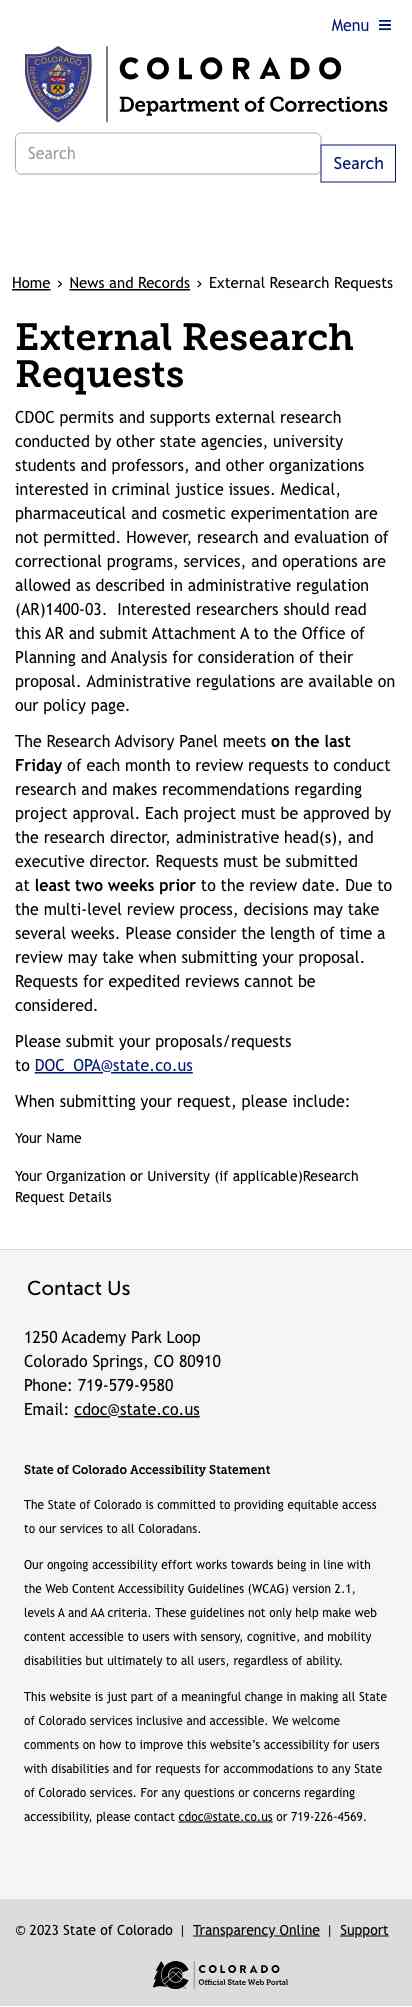 Menu
COLORADO
COLORADO
Department of Corrections
Search
Search
Home › News and Records › External Research Requests
External Research
Requests
CDOC permits and supports external research
conducted by other state agencies, university
students and professors, and other organizations
interested in criminal justice issues. Medical,
pharmaceutical and cosmetic experimentation are
not permitted. However, research and evaluation of
correctional programs, services, and operations are
allowed as described in administrative regulation
(AR)1400-03.  Interested researchers should read
this AR and submit Attachment A to the Office of
Planning and Analysis for consideration of their
proposal. Administrative regulations are available on
our policy page.
The Research Advisory Panel meets on the last
Friday of each month to review requests to conduct
research and makes recommendations regarding
project approval. Each project must be approved by
the research director, administrative head(s), and
executive director. Requests must be submitted
at least two weeks prior to the review date. Due to
the multi-level review process, decisions may take
several weeks. Please consider the length of time a
review may take when submitting your proposal.
Requests for expedited reviews cannot be
considered.
Please submit your proposals/requests
to DOC_OPA@state.co.us
When submitting your request, please include:
Your Name
Your Organization or University (if applicable)Research
Request Details
Contact Us
1250 Academy Park Loop
Colorado Springs, CO 80910
Phone: 719-579-9580
Email: cdoc@state.co.us
State of Colorado Accessibility Statement
The State of Colorado is committed to providing equitable access
to our services to all Coloradans.
Our ongoing accessibility effort works towards being in line with
the Web Content Accessibility Guidelines (WCAG) version 2.1,
levels A and AA criteria. These guidelines not only help make web
content accessible to users with sensory, cognitive, and mobility
disabilities but ultimately to all users, regardless of ability.
This website is just part of a meaningful change in making all State
of Colorado services inclusive and accessible. We welcome
comments on how to improve this website's accessibility for users
with disabilities and for requests for accommodations to any State
of Colorado services. For any questions or concerns regarding
accessibility, please contact cdoc@state.co.us or 719-226-4569.
© 2023 State of Colorado | Transparency Online | Support
COLORADO
Official State Web Portal